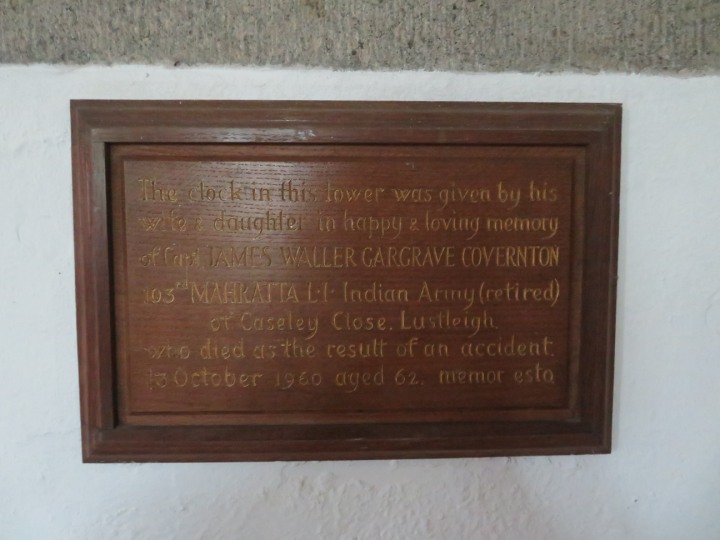 The clock in this tower was given by his
wife & daughter in happy & loving memory
of Capt. JAMES WALLER GARGRAVE COVERNTON
103rd MAHRATTA L·I· Indian Army (retired)
of Caseley Close. Lustleigh.
who died as the result of an accident.
October 1960 aged 62. memor esto